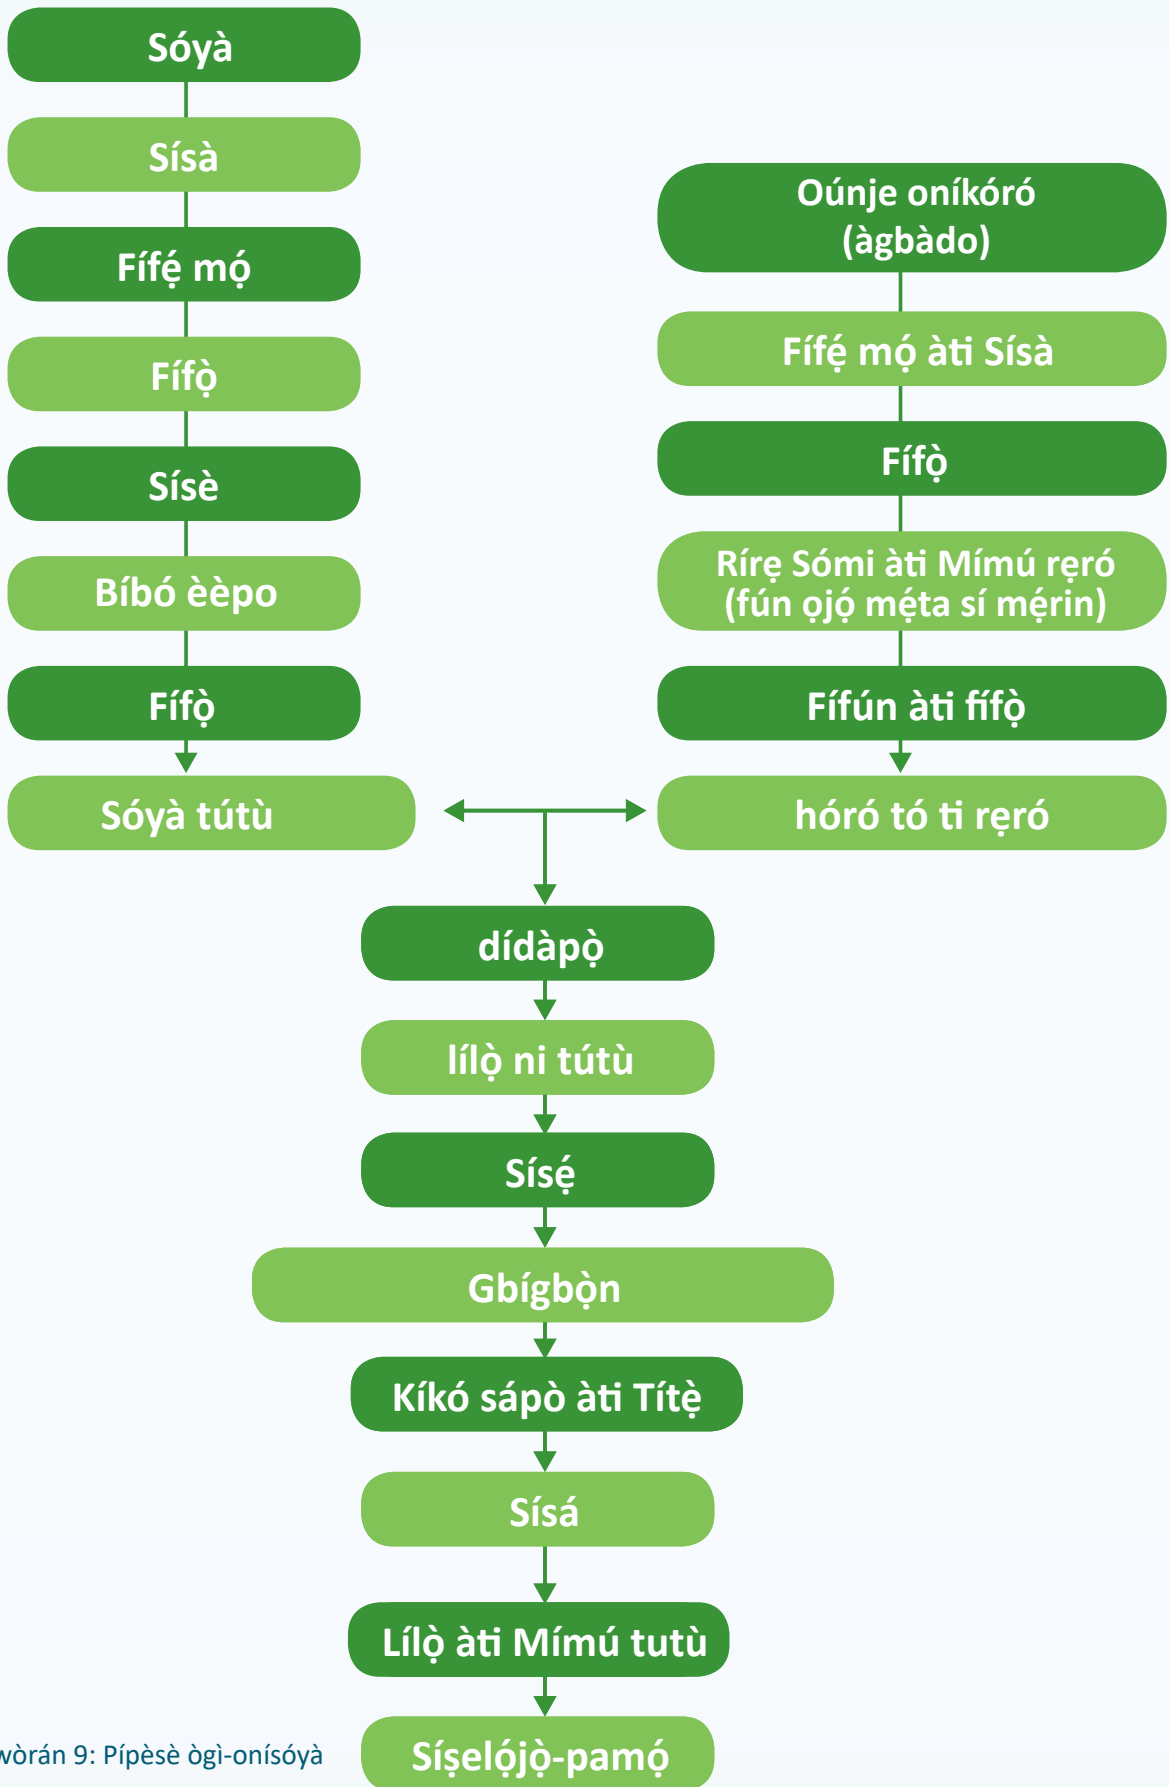 Sóyà
Sísà
Fífẹ́ mọ́
Fífọ̀
Sísè
Bíbó èèpo
Fífọ̀
Sóyà tútù
Oúnje oníkóró
(àgbàdo)
Fífẹ́ mọ́ àti Sísà
Fífọ̀
Rírẹ Sómi àti Mímú rẹró
(fún ọjọ́ mẹ́ta sí mẹ́rin)
Fífún àti fífọ̀
hóró tó ti rẹró
dídàpọ̀
lílọ̀ ni tútù
Sísẹ́
Gbígbọ̀n
Kíkó sápò àti Títẹ̀
Sísá
Lílọ̀ àti Mímú tutù
Síṣelọ́jọ̀-pamọ́
wòrán 9: Pípèsè ògì-onísóyà